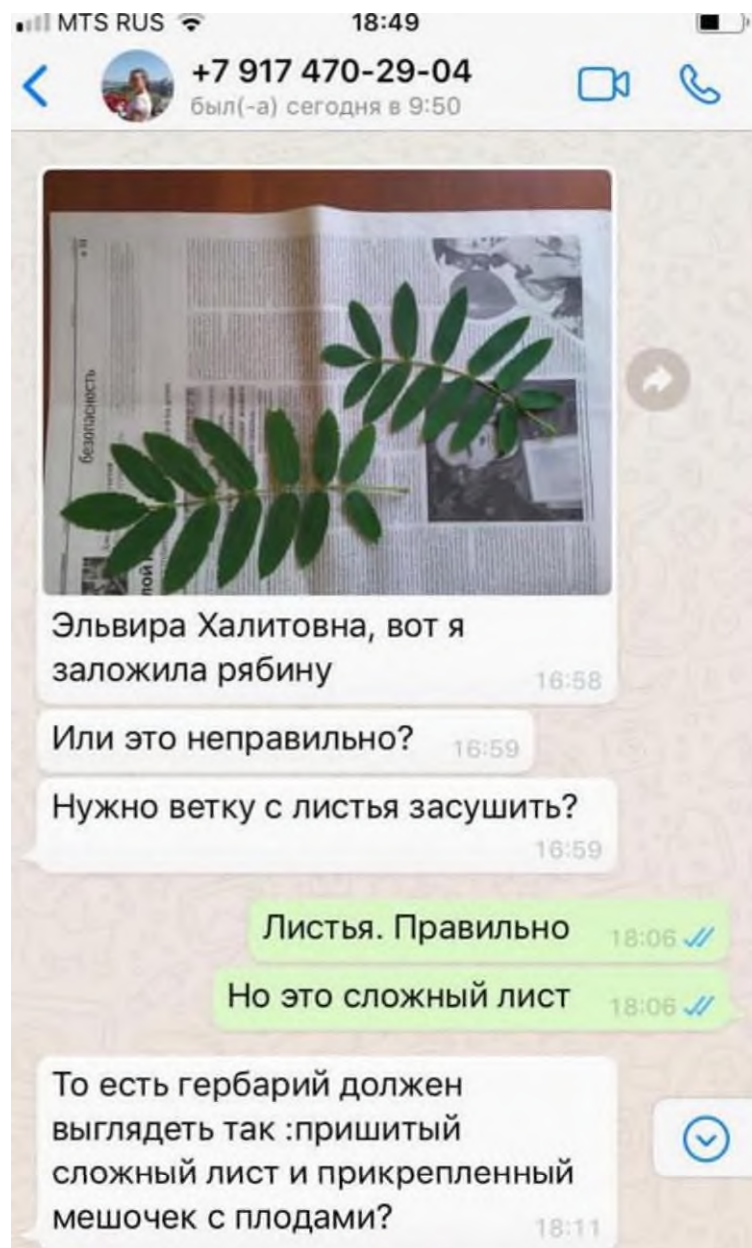 MTS RUS
18:49
+7 917 470-29-04
был(-а) сегодня в 9:50
безопасность
Эльвира Халитовна, вот я
заложила рябину
16:58
Или это неправильно?
16:59
Нужно ветку с листья засушить?
16:59
Листья. Правильно
18:06
Но это сложный лист
18:06
То есть гербарий должен
выглядеть так :пришитый
сложный лист и прикрепленный
мешочек с плодами?
18:11